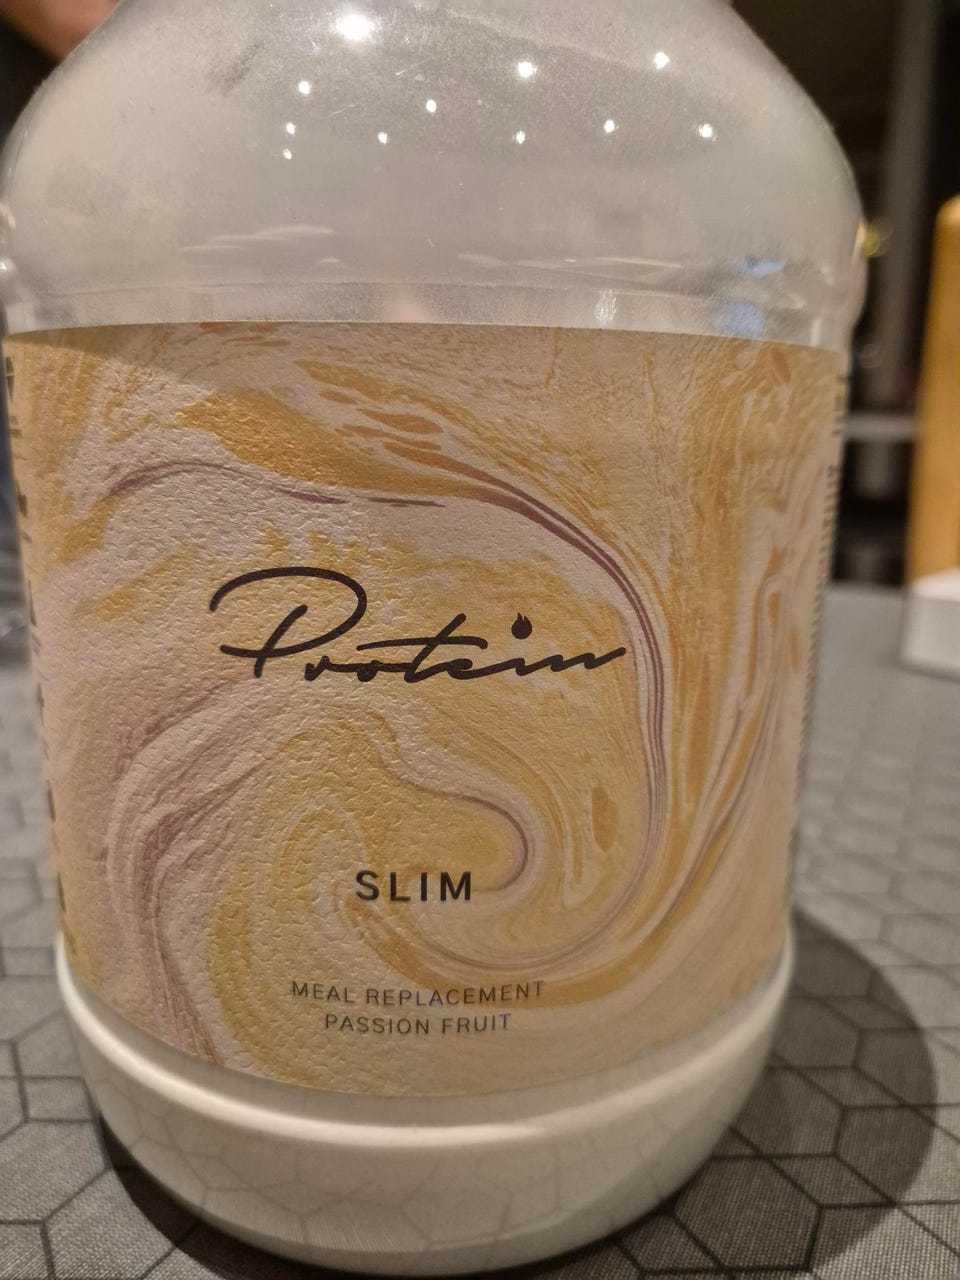 Protein
SLIM
MEAL REPLACEMENT
PASSION FRUIT